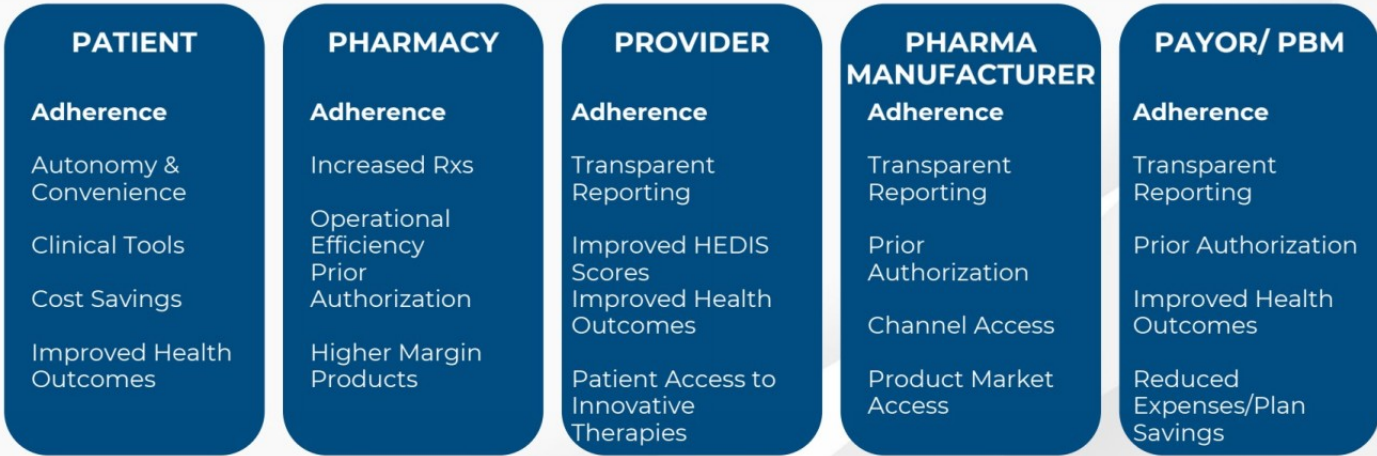 PATIENT
Adherence
Autonomy &
Convenience
Clinical Tools
Cost Savings
Improved Health
Outcomes
PHARMACY
Adherence
Increased Rxs
Operational
Efficiency
Prior
Authorization
Higher Margin
Products
PROVIDER
Adherence
Transparent
Reporting
Improved HEDIS
Scores
Improved Health
Outcomes
Patient Access to
Innovative
Therapies
PHARMA
MANUFACTURER
Adherence
Transparent
Reporting
Prior
Authorization
Channel Access
Product Market
Access
PAYOR/ PBM
Adherence
Transparent
Reporting
Prior Authorization
Improved Health
Outcomes
Reduced
Expenses/Plan
Savings